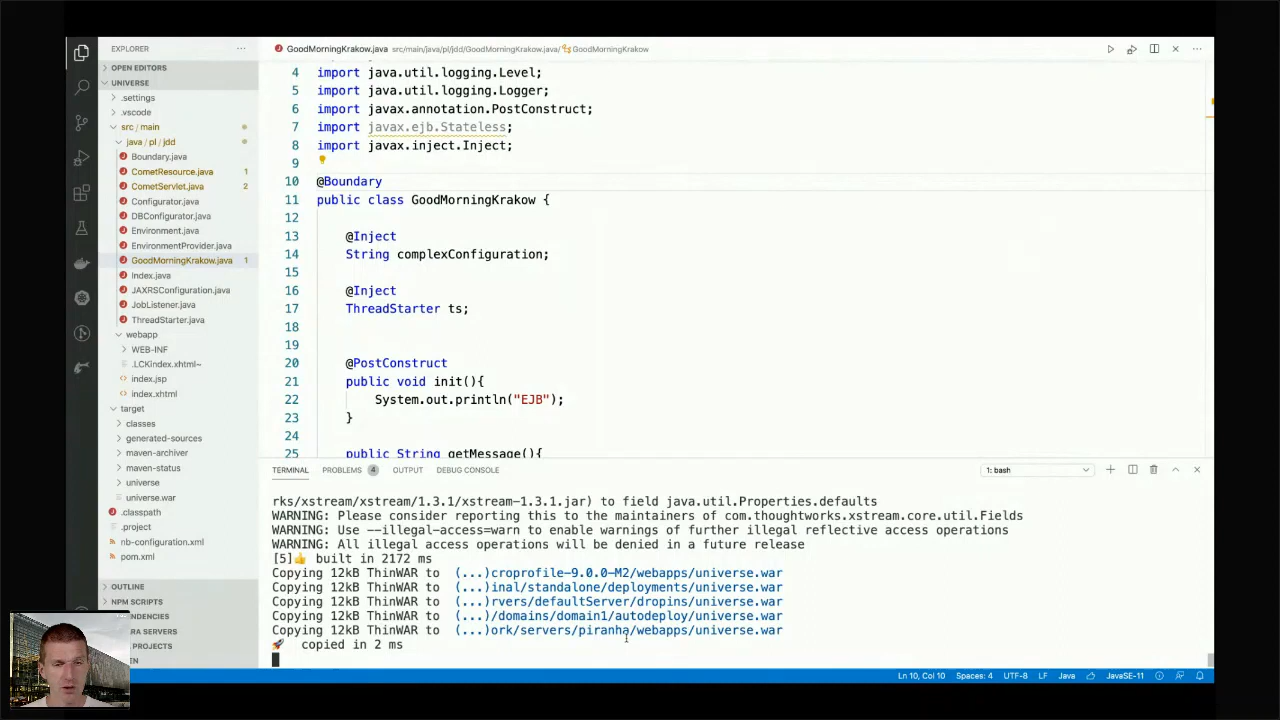 EXPLORER
···
OPEN EDITORS
UNIVERSE
.settings
.vscode
src / main
java / pl / jdd
Boundary.java
CometResource.java 1
CometServlet.java 2
Configurator.java
DBConfigurator.java
Environment.java
EnvironmentProvider.java
GoodMorningKrakow.java 1
Index.java
JAXRSConfiguration.java
JobListener.java
ThreadStarter.java
webapp
WEB-INF
.LCKindex.xhtml~
index.jsp
index.xhtml
target
classes
generated-sources
maven-archiver
maven-status
universe
universe.war
.classpath
.project
nb-configuration.xml
pom.xml
OUTLINE
NPM SCRIPTS
NDENCIES
RA SERVERS
PROJECTS
EN
GoodMorningKrakow.java src/main/java/pl/jdd/GoodMorningKrakow.java/ GoodMorningKrakow
4 import java.util.logging.Level;
5 import java.util.logging.Logger;
6 import javax.annotation.PostConstruct;
7 import javax.ejb.Stateless;
8 import javax.inject.Inject;
9
10 @Boundary
11 public class GoodMorningKrakow {
12
13 @Inject
14 String complexConfiguration;
15
16 @Inject
17 ThreadStarter ts;
18
19
20 @PostConstruct
21 public void init(){
22 System.out.println("EJB");
23 }
24
25 public String getMessage(){
TERMINAL PROBLEMS 4 OUTPUT DEBUG CONSOLE 1: bash
rks/xstream/xstream/1.3.1/xstream-1.3.1.jar) to field java.util.Properties.defaults
WARNING: Please consider reporting this to the maintainers of com.thoughtworks.xstream.core.util.Fields
WARNING: Use --illegal-access=warn to enable warnings of further illegal reflective access operations
WARNING: All illegal access operations will be denied in a future release
[5]👍 built in 2172 ms
Copying 12kB ThinWAR to (...)croprofile-9.0.0-M2/webapps/universe.war
Copying 12kB ThinWAR to (...)inal/standalone/deployments/universe.war
Copying 12kB ThinWAR to (...)rvers/defaultServer/dropins/universe.war
Copying 12kB ThinWAR to (...)/domains/domain1/autodeploy/universe.war
Copying 12kB ThinWAR to (...)ork/servers/piranha/webapps/universe.war
🚀 copied in 2 ms
Ln 10, Col 10 Spaces: 4 UTF-8 LF Java JavaSE-11